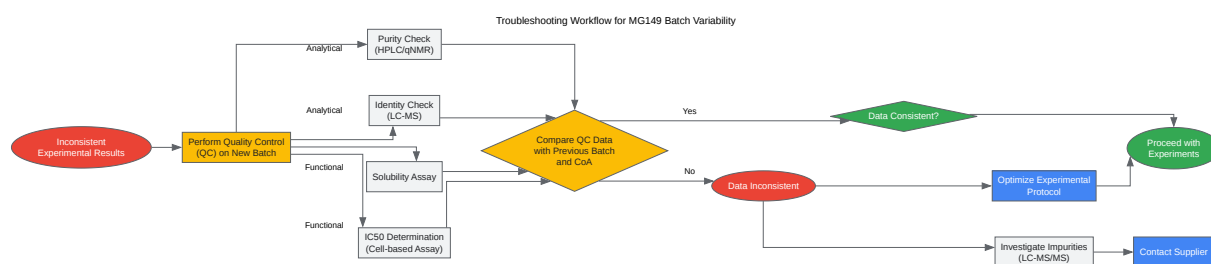 Troubleshooting Workflow for MG149 Batch Variability
Purity Check
(HPLC/qNMR)
Analytical
Identity Check
(LC-MS)
Analytical
Yes
Data Consistent?
Inconsistent
Experimental Results
Perform Quality Control
(QC) on New Batch
Compare QC Data
with Previous Batch
and CoA
Proceed with
Experiments
Functional
Solubility Assay
No
Data Inconsistent
Optimize Experimental
Protocol
Functional
IC50 Determination
(Cell-based Assay)
Investigate Impurities
(LC-MS/MS)
Contact Supplier